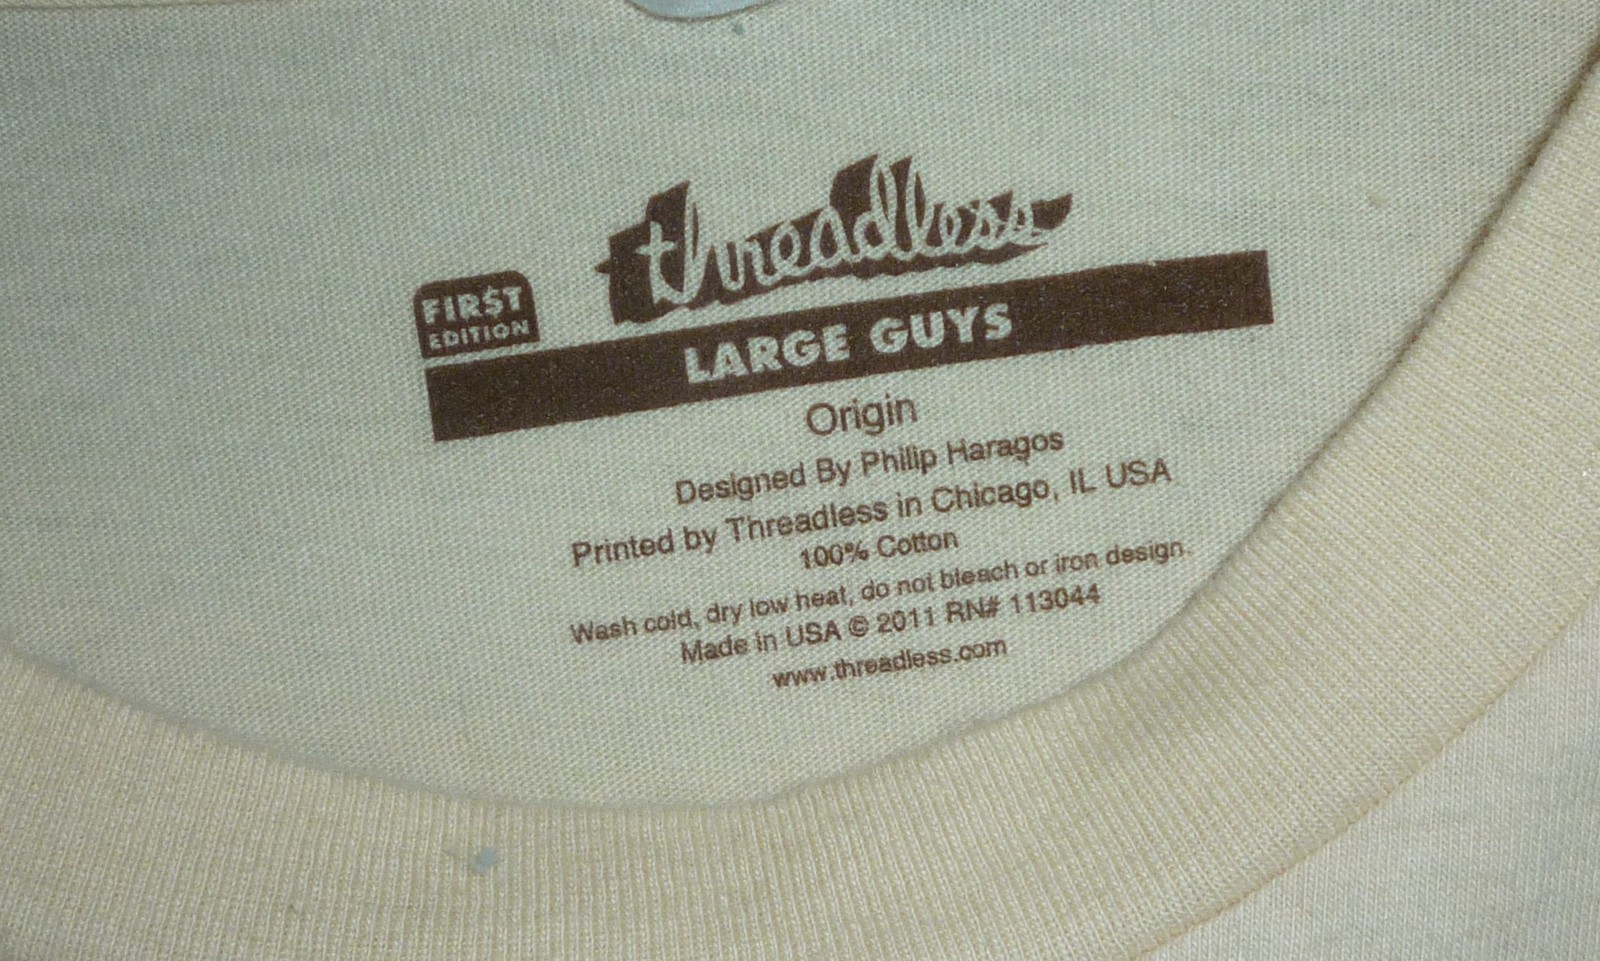 threadless
FIR$T
EDITION
LARGE GUYS
Origin
Designed By Philip Haragos
Printed by Threadless in Chicago, IL USA
100% Cotton
Wash cold, dry low heat, do not bleach or iron design.
Made in USA © 2011 RN# 113044
www.threadless.com